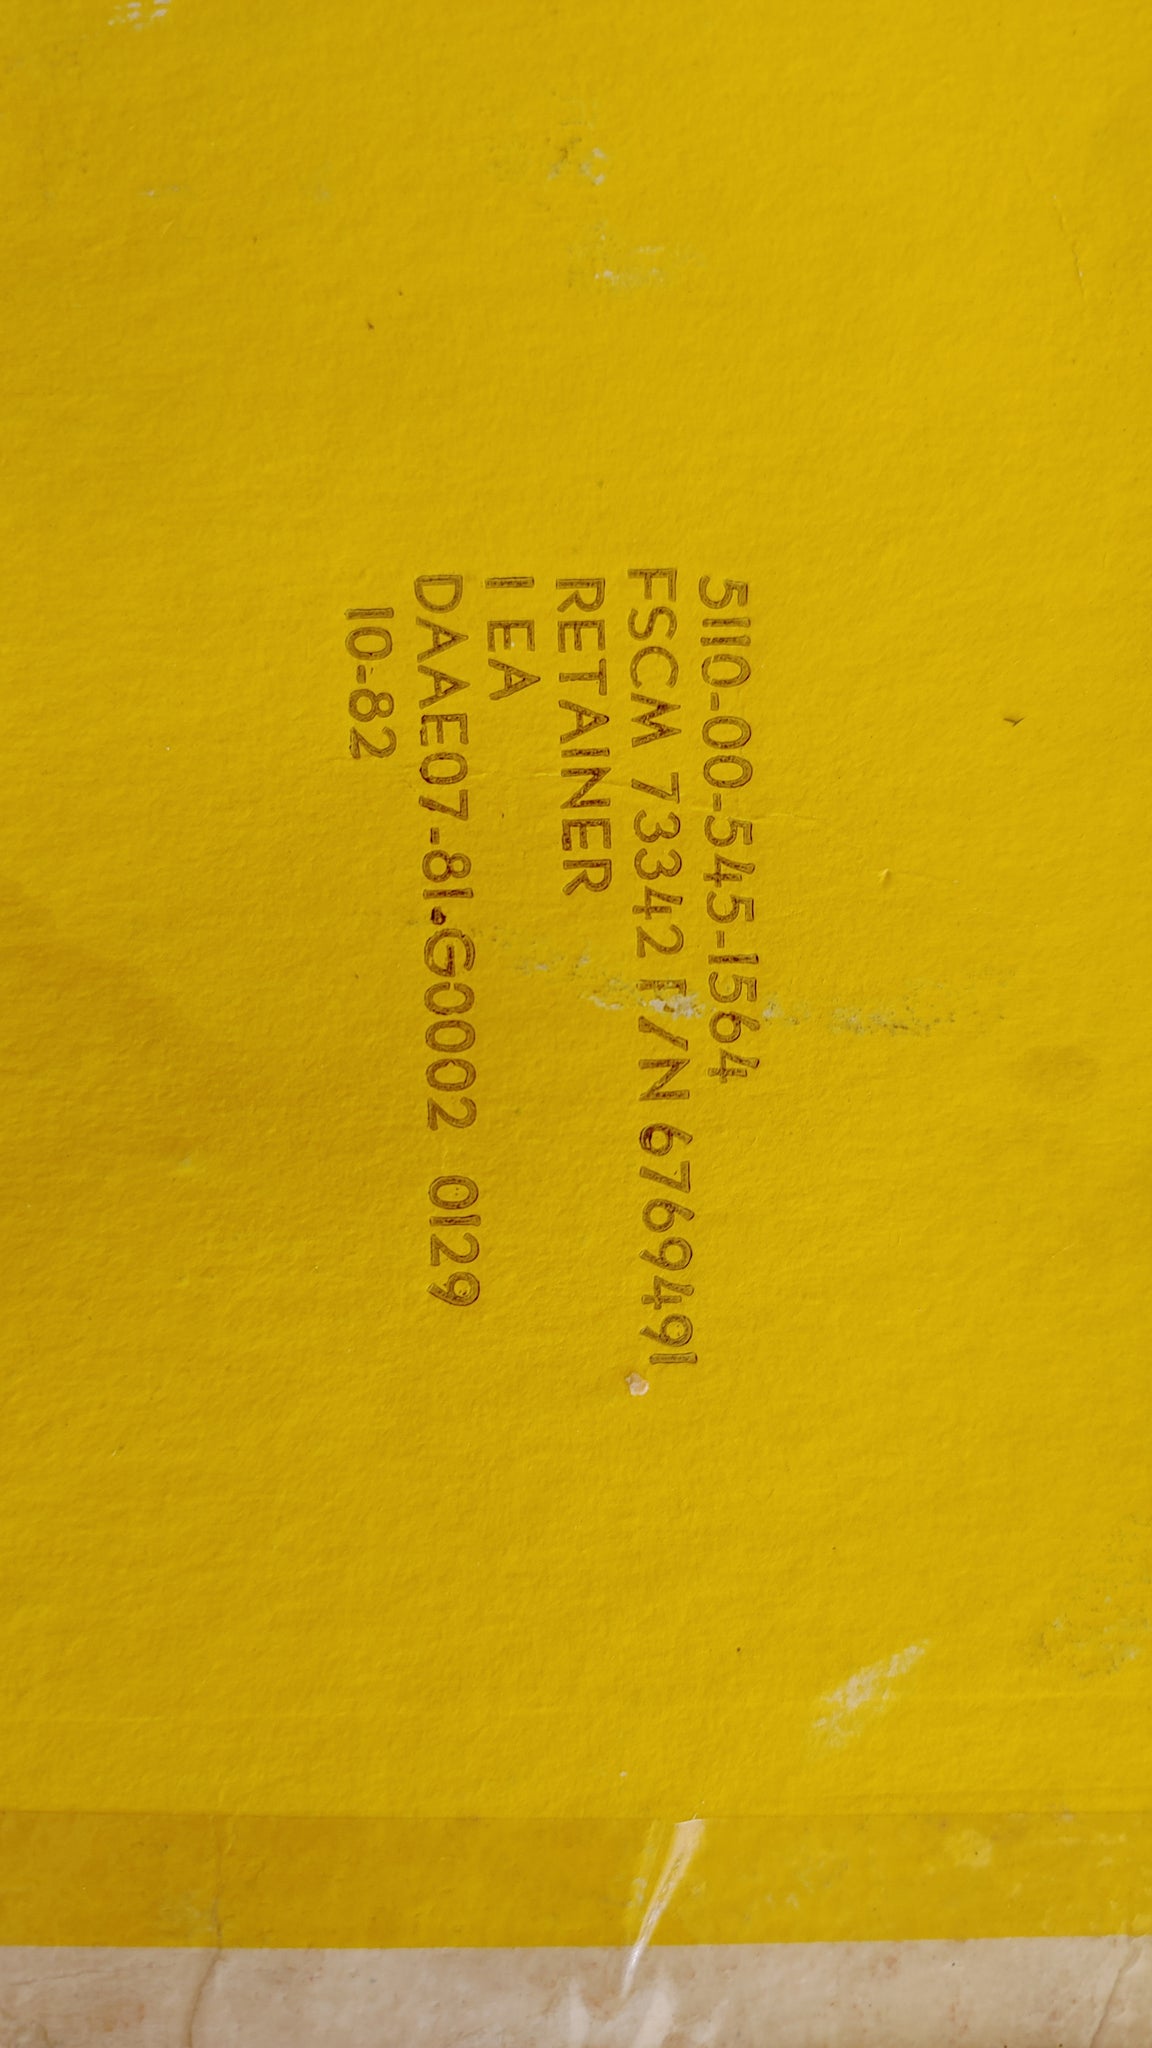 5110-00-545-1564
FSCM 73342 P/N 6769491
RETAINER
1 EA
DAAE07-81-G0002 0129
10-82